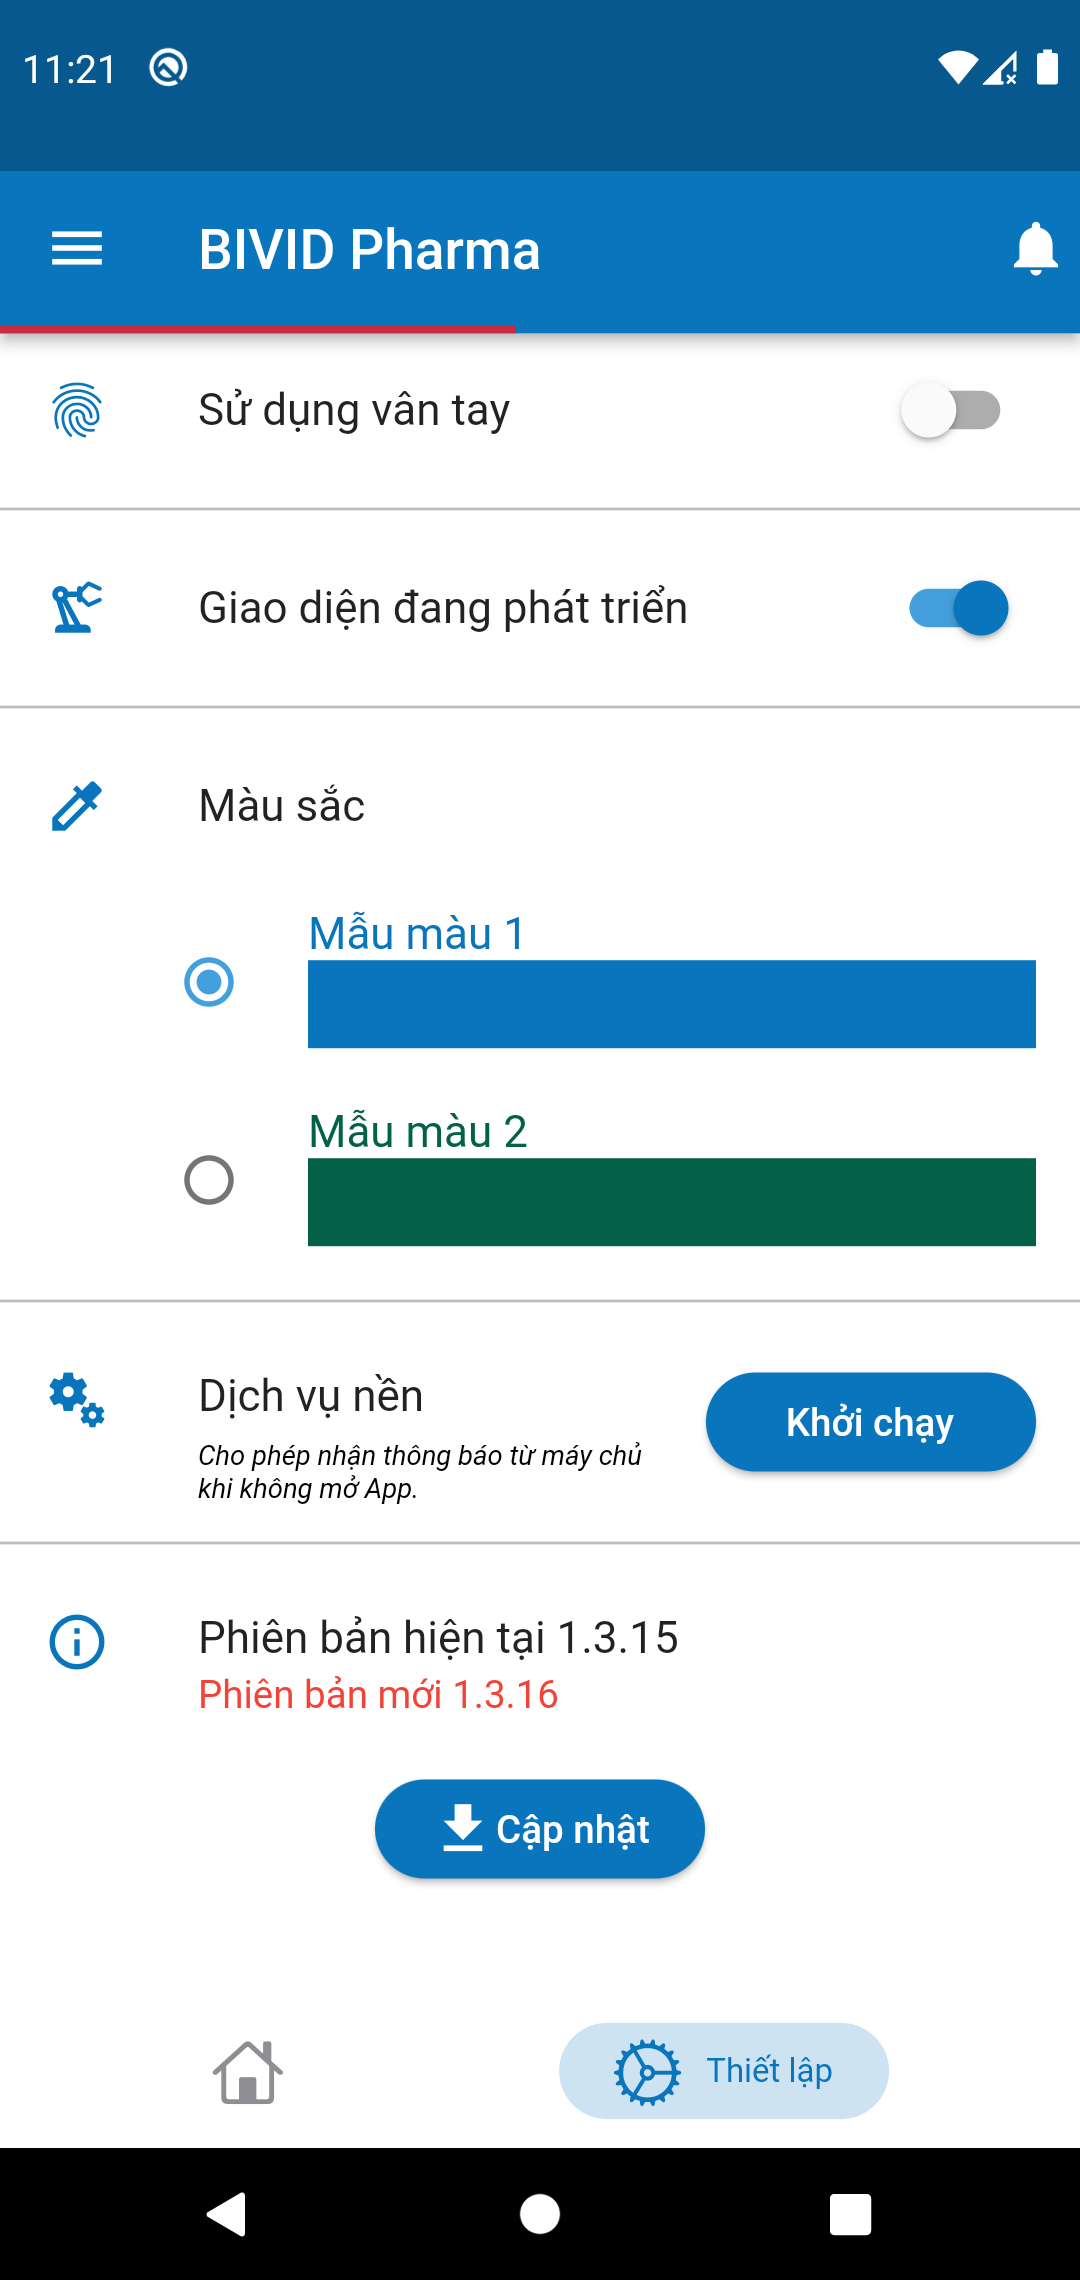 11:21
BIVID Pharma
Sử dụng vân tay
Giao diện đang phát triển
Màu sắc
Mẫu màu 1
Mẫu màu 2
Dịch vụ nền
Khởi chạy
Cho phép nhận thông báo từ máy chủ
khi không mở App.
Phiên bản hiện tại 1.3.15
Phiên bản mới 1.3.16
Cập nhật
Thiết lập